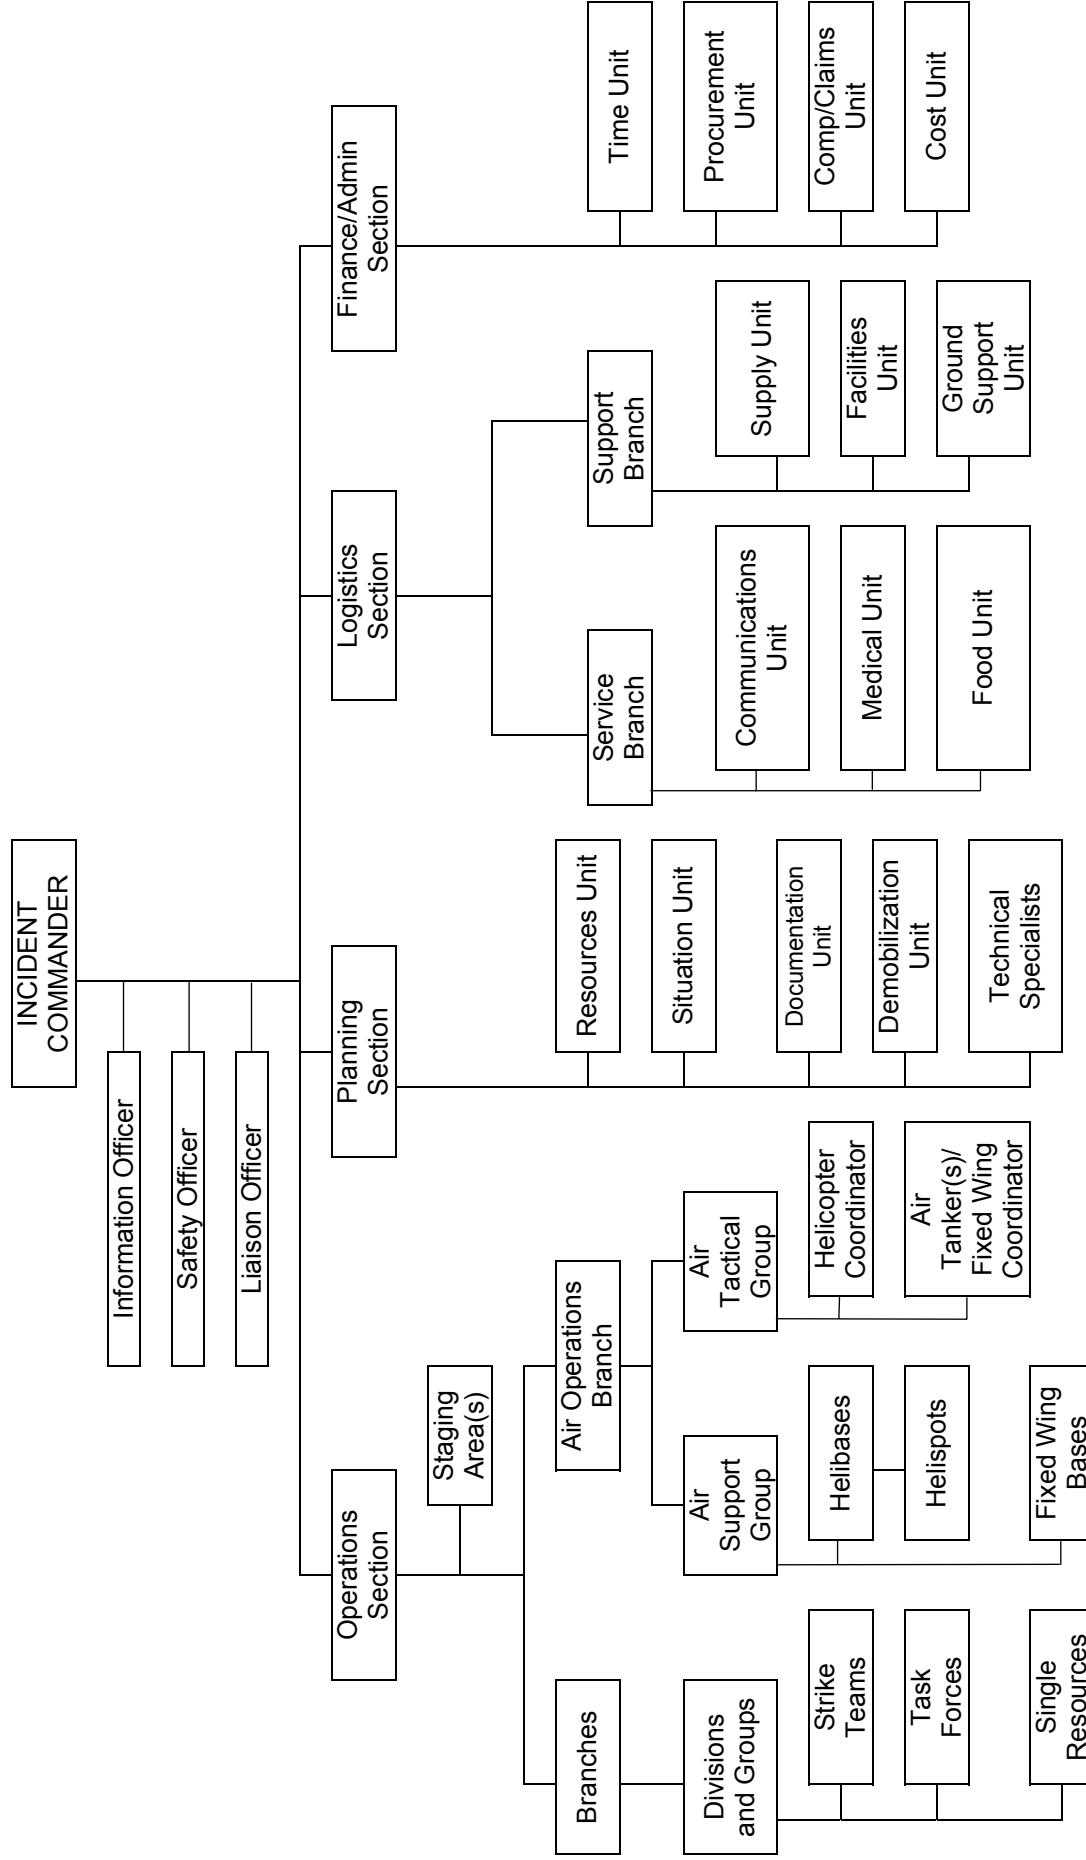 INCIDENT
COMMANDER
Information Officer
Safety Officer
Liaison Officer
Operations
Section
Planning
Section
Logistics
Section
Finance/Admin
Section
Staging
Area(s)
Branches
Air Operations
Branch
Divisions
and Groups
Air
Support
Group
Air
Tactical
Group
Strike
Teams
Task
Forces
Single
Resources
Helibases
Helispots
Fixed Wing
Bases
Helicopter
Coordinator
Air
Tanker(s)/
Fixed Wing
Coordinator
Resources Unit
Situation Unit
Documentation
Unit
Demobilization
Unit
Technical
Specialists
Service
Branch
Support
Branch
Communications
Unit
Medical Unit
Food Unit
Supply Unit
Facilities
Unit
Ground
Support
Unit
Time Unit
Procurement
Unit
Comp/Claims
Unit
Cost Unit